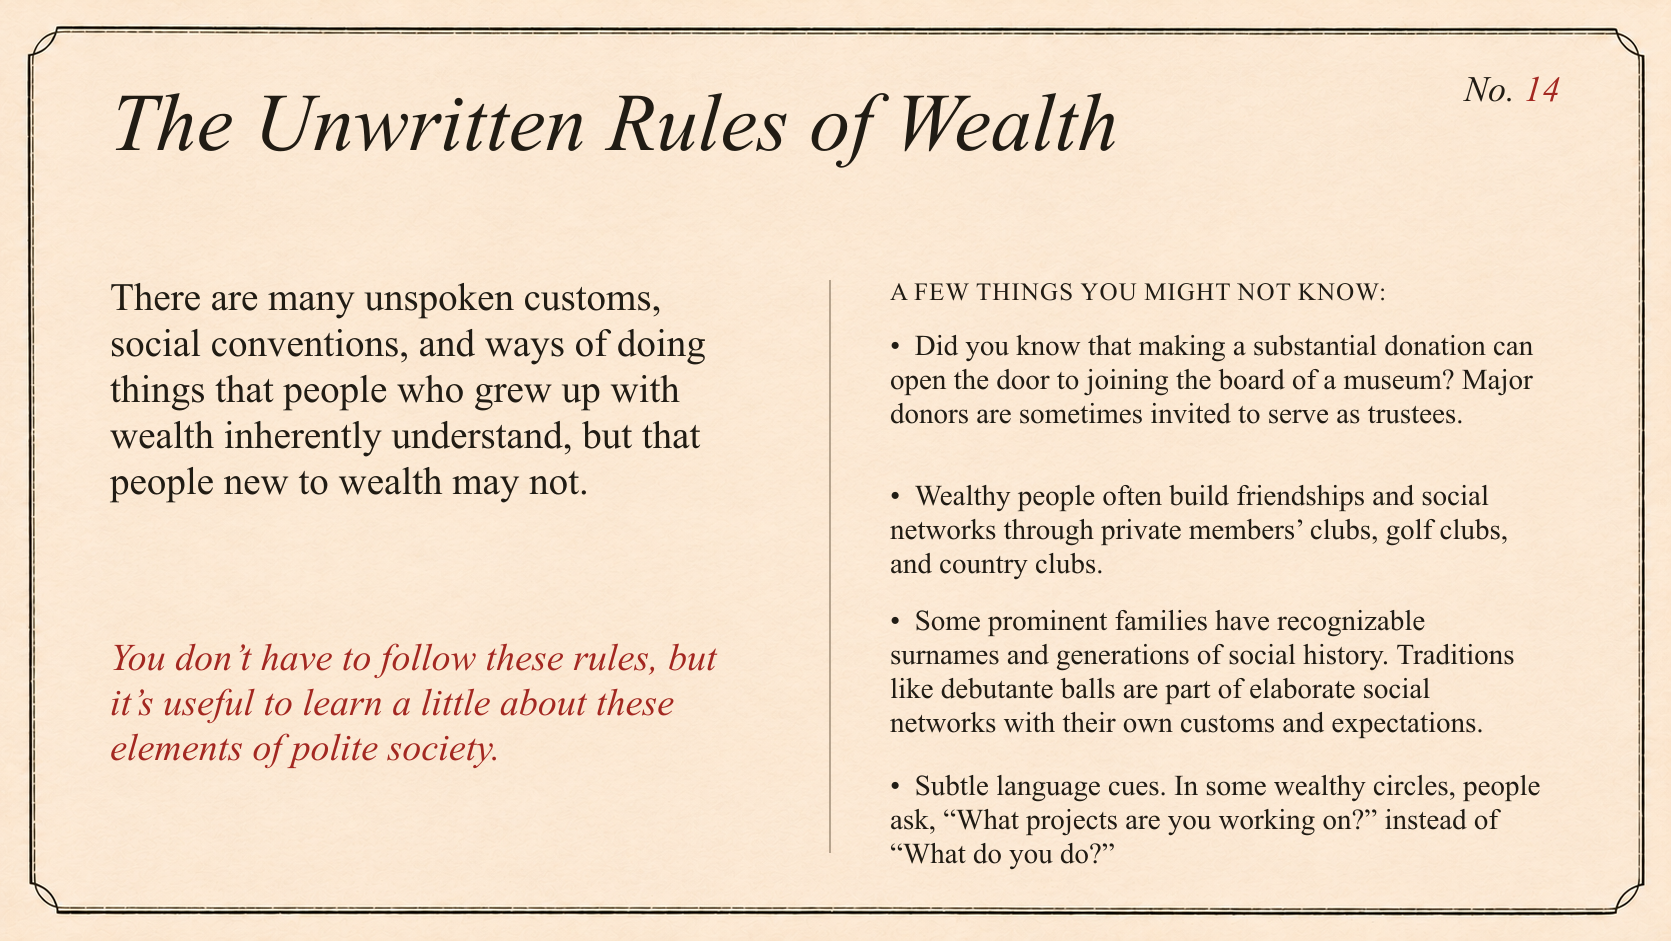 The Unwritten Rules of Wealth
No. 14
There are many unspoken customs,
social conventions, and ways of doing
things that people who grew up with
wealth inherently understand, but that
people new to wealth may not.
You don’t have to follow these rules, but
it’s useful to learn a little about these
elements of polite society.
A FEW THINGS YOU MIGHT NOT KNOW:
• Did you know that making a substantial donation can
open the door to joining the board of a museum? Major
donors are sometimes invited to serve as trustees.
• Wealthy people often build friendships and social
networks through private members’ clubs, golf clubs,
and country clubs.
• Some prominent families have recognizable
surnames and generations of social history. Traditions
like debutante balls are part of elaborate social
networks with their own customs and expectations.
• Subtle language cues. In some wealthy circles, people
ask, “What projects are you working on?” instead of
“What do you do?”